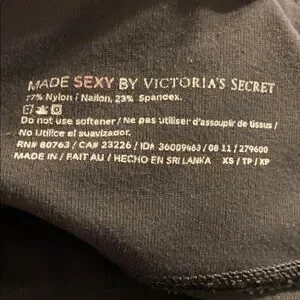 MADE SEXY BY VICTORIA'S SECRET
77% Nylon / Nailon, 23% Spandex.
Do not use softener / Ne pas utiliser d'assouplir de tissus /
No Utilice el suavizador.
RN# 80763 / CA# 23226 / ID# 36009463 / 08 11 / 279600
MADE IN / FAIT AU / HECHO EN SRI LANKA XS / TP / XP